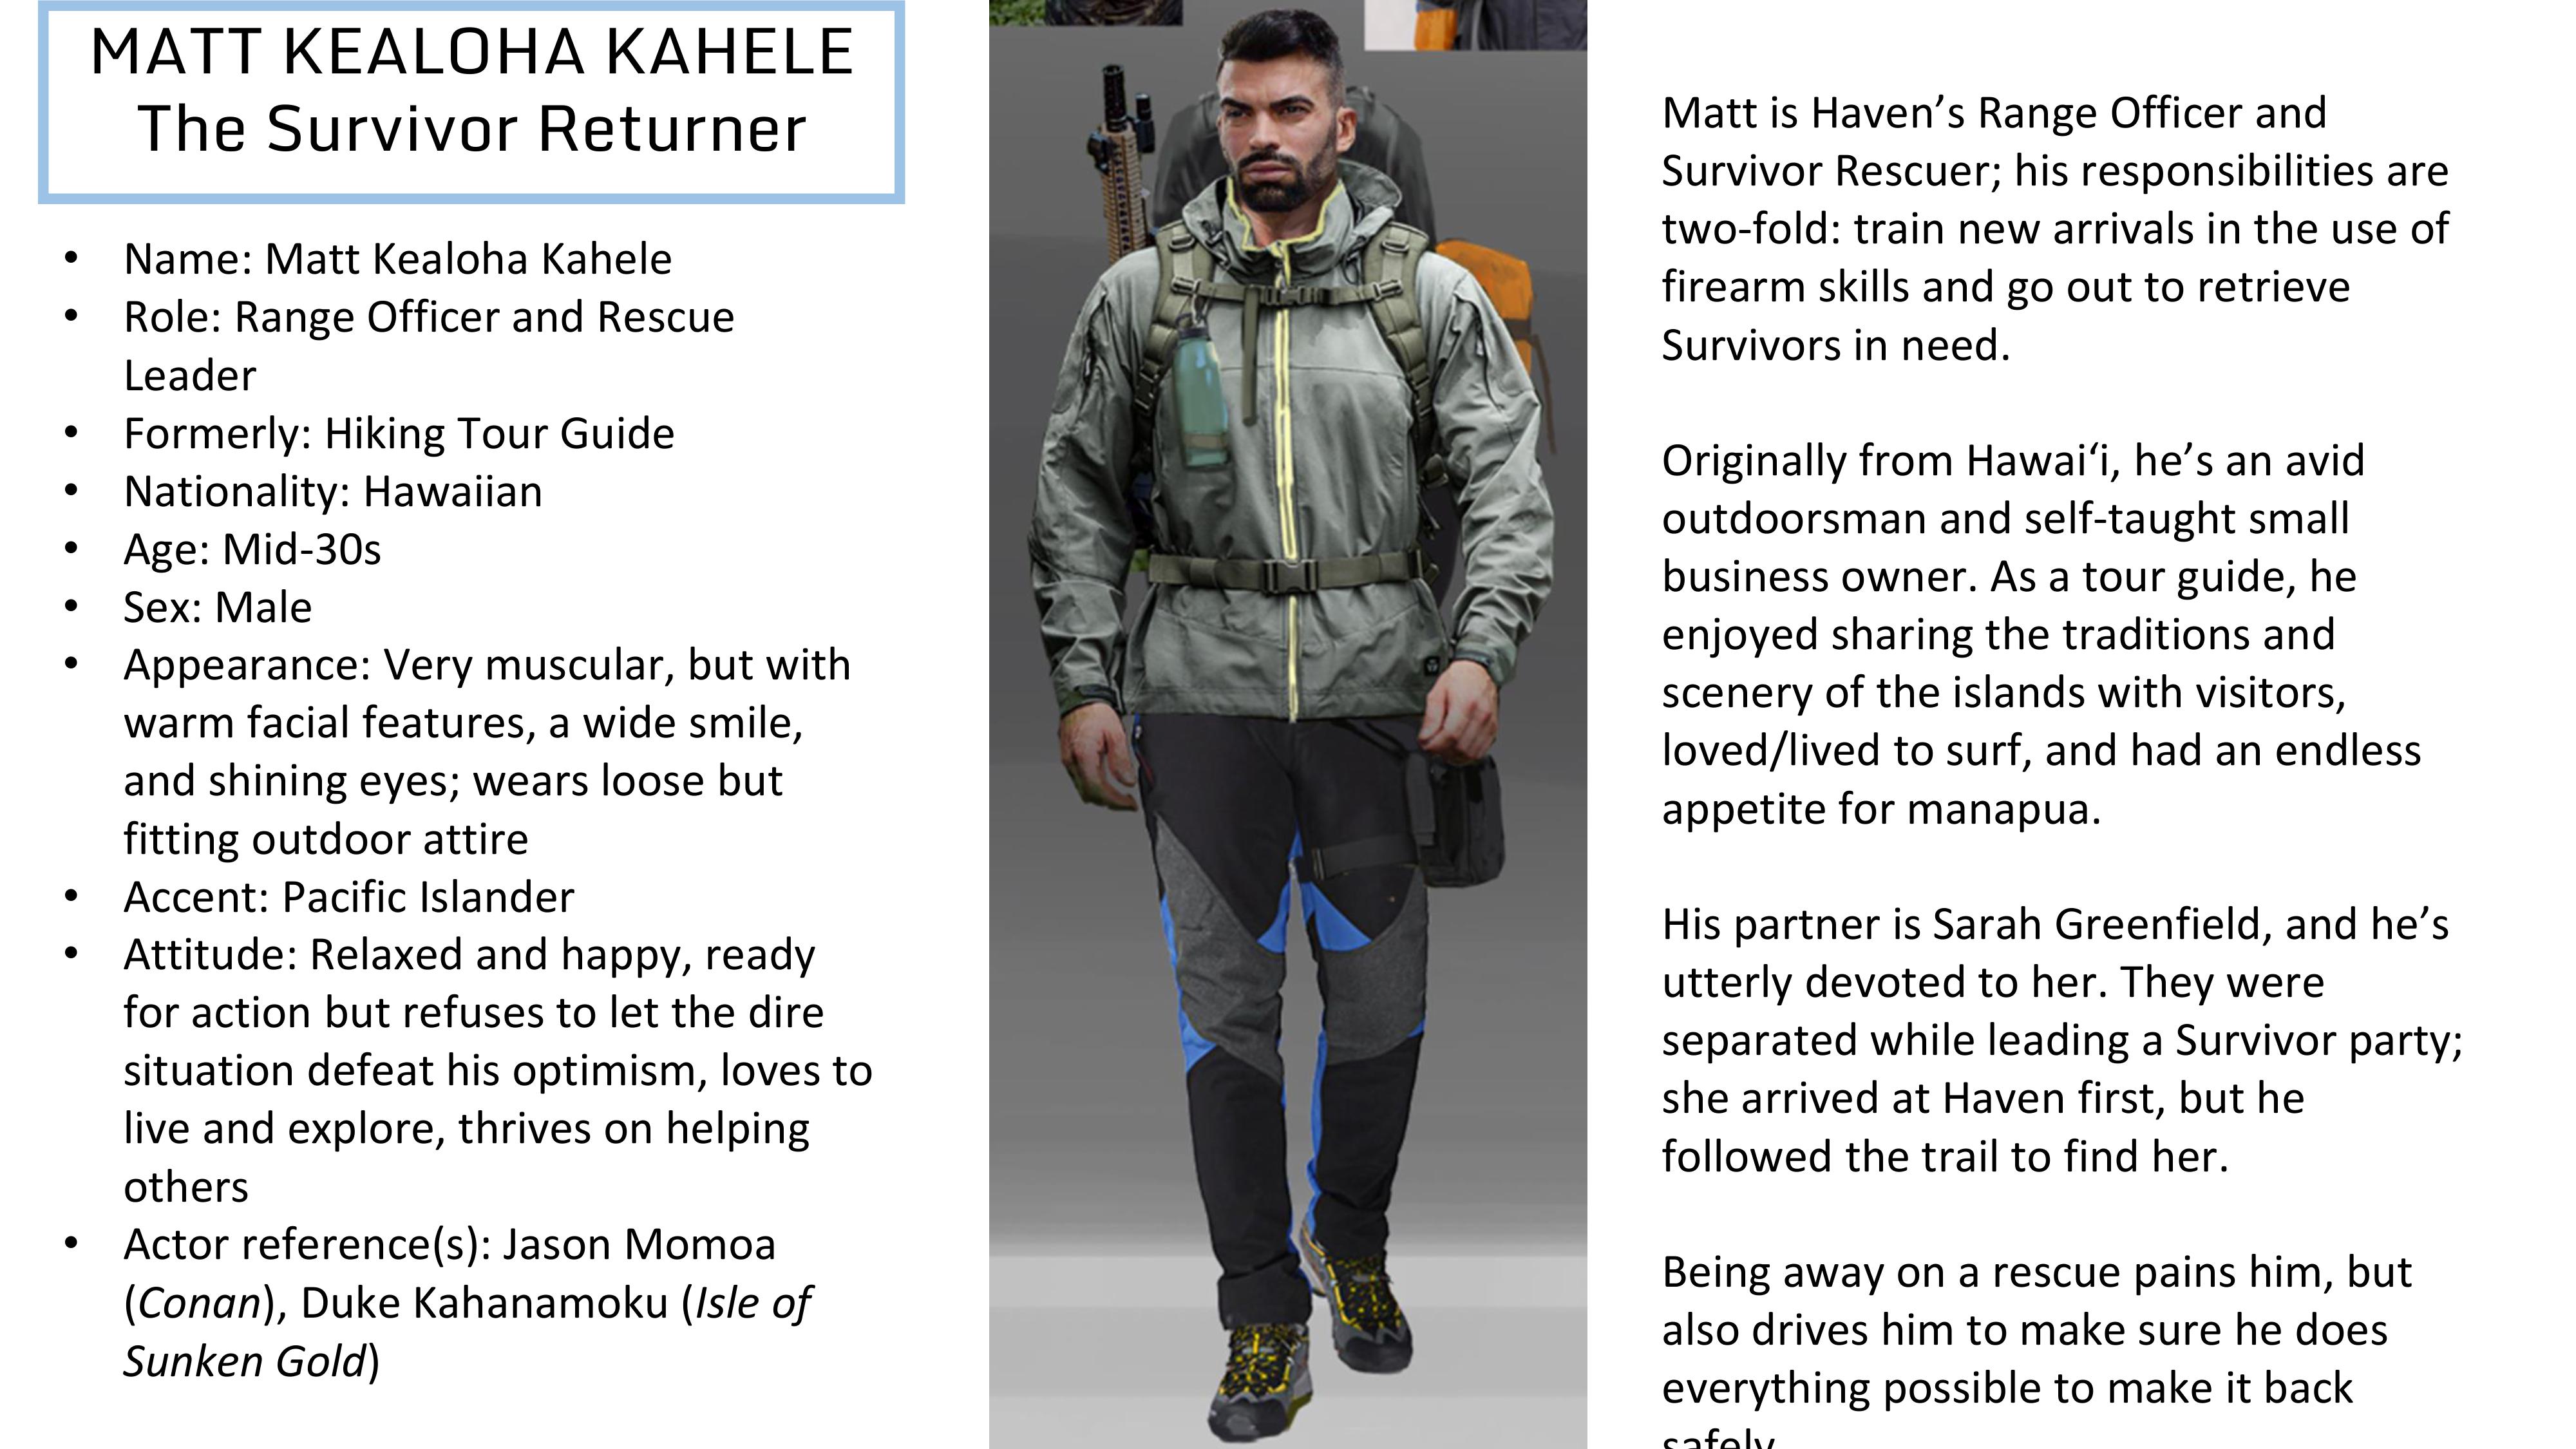 MATT KEALOHA KAHELE
The Survivor Returner
• Name: Matt Kealoha Kahele
• Role: Range Officer and Rescue
Leader
• Formerly: Hiking Tour Guide
• Nationality: Hawaiian
• Age: Mid-30s
• Sex: Male
• Appearance: Very muscular, but with
warm facial features, a wide smile,
and shining eyes; wears loose but
fitting outdoor attire
• Accent: Pacific Islander
• Attitude: Relaxed and happy, ready
for action but refuses to let the dire
situation defeat his optimism, loves to
live and explore, thrives on helping
others
• Actor reference(s): Jason Momoa
(Conan), Duke Kahanamoku (Isle of
Sunken Gold)
Matt is Haven’s Range Officer and
Survivor Rescuer; his responsibilities are
two-fold: train new arrivals in the use of
firearm skills and go out to retrieve
Survivors in need.
Originally from Hawai‘i, he’s an avid
outdoorsman and self-taught small
business owner. As a tour guide, he
enjoyed sharing the traditions and
scenery of the islands with visitors,
loved/lived to surf, and had an endless
appetite for manapua.
His partner is Sarah Greenfield, and he’s
utterly devoted to her. They were
separated while leading a Survivor party;
she arrived at Haven first, but he
followed the trail to find her.
Being away on a rescue pains him, but
also drives him to make sure he does
everything possible to make it back
safely.